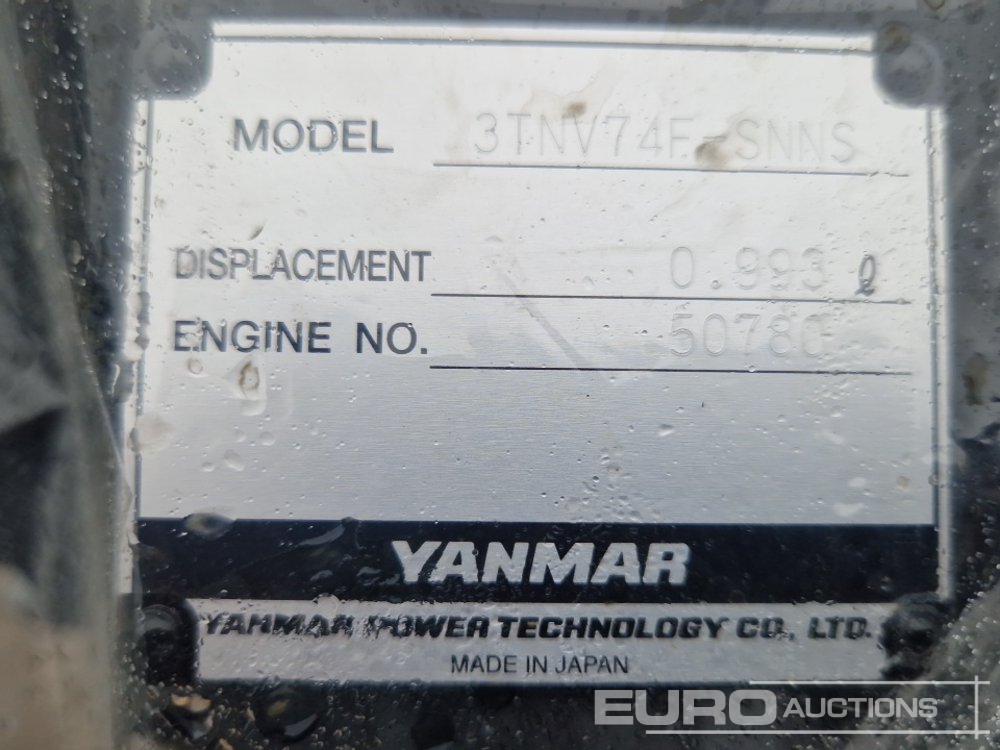 MODEL 3TNV74F-SNNS
DISPLACEMENT 0.993 ℓ
ENGINE NO.
YANMAR
YANMAR POWER TECHNOLOGY CO., LTD.
MADE IN JAPAN
EURO AUCTIONS